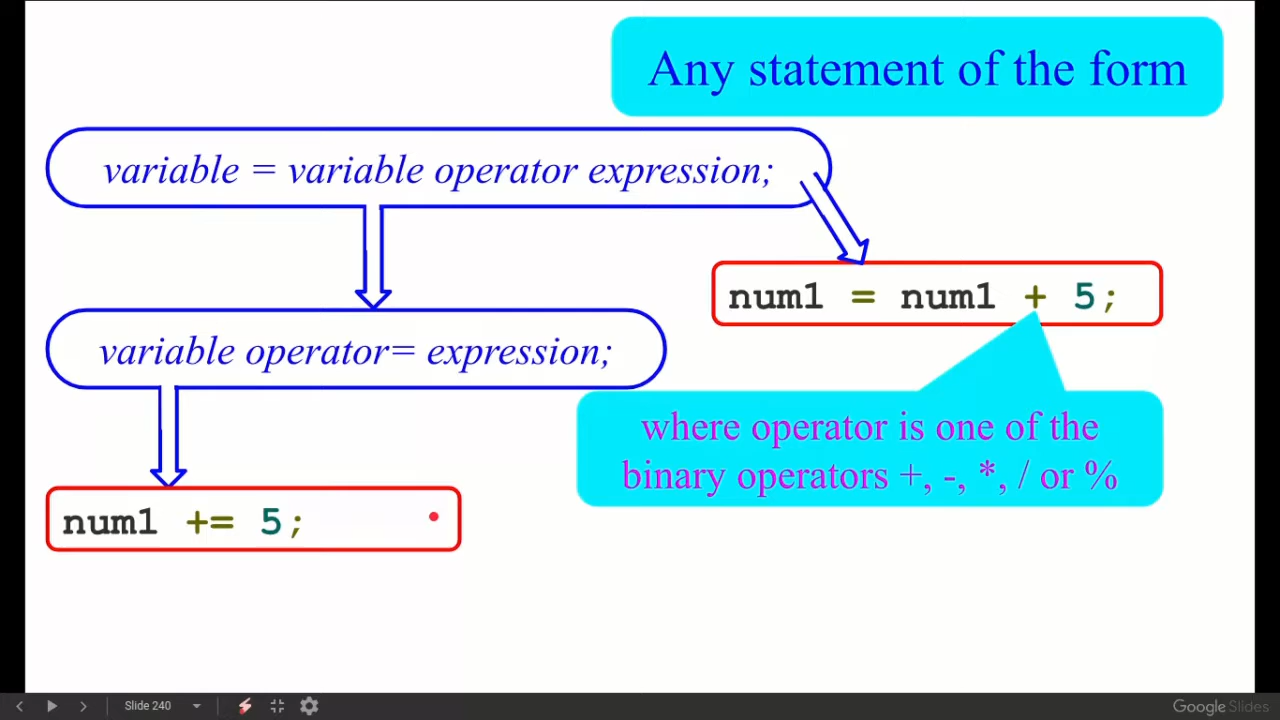 Any statement of the form
variable = variable operator expression;
num1 = num1 + 5;
variable operator= expression;
where operator is one of the
binary operators +, -, *, / or %
num1 += 5;
Slide 240
Google Slides